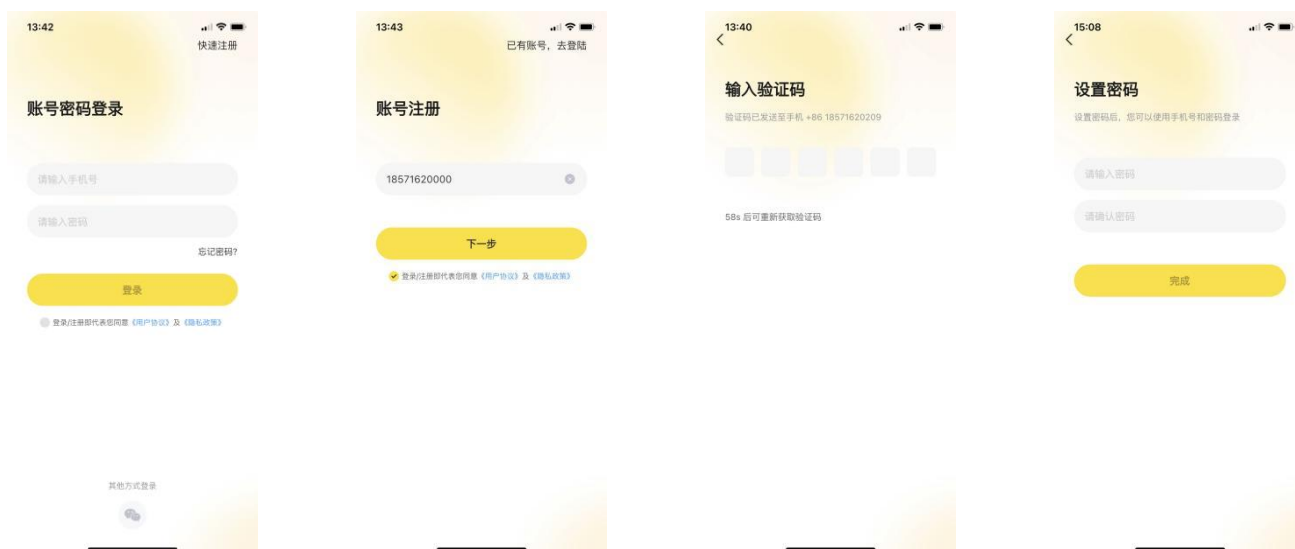 13:42
快速注册
账号密码登录
请输入手机号
请输入密码
忘记密码?
登录
登录/注册即代表您同意《用户协议》及《隐私政策》
其他方式登录
13:43
已有账号，去登陆
账号注册
18571620000
下一步
登录/注册即代表您同意《用户协议》及《隐私政策》
13:40
输入验证码
验证码已发送至手机 +86 18571620209
58s 后可重新获取验证码
15:08
设置密码
设置密码后，您可以使用手机号和密码登录
请输入密码
请确认密码
完成